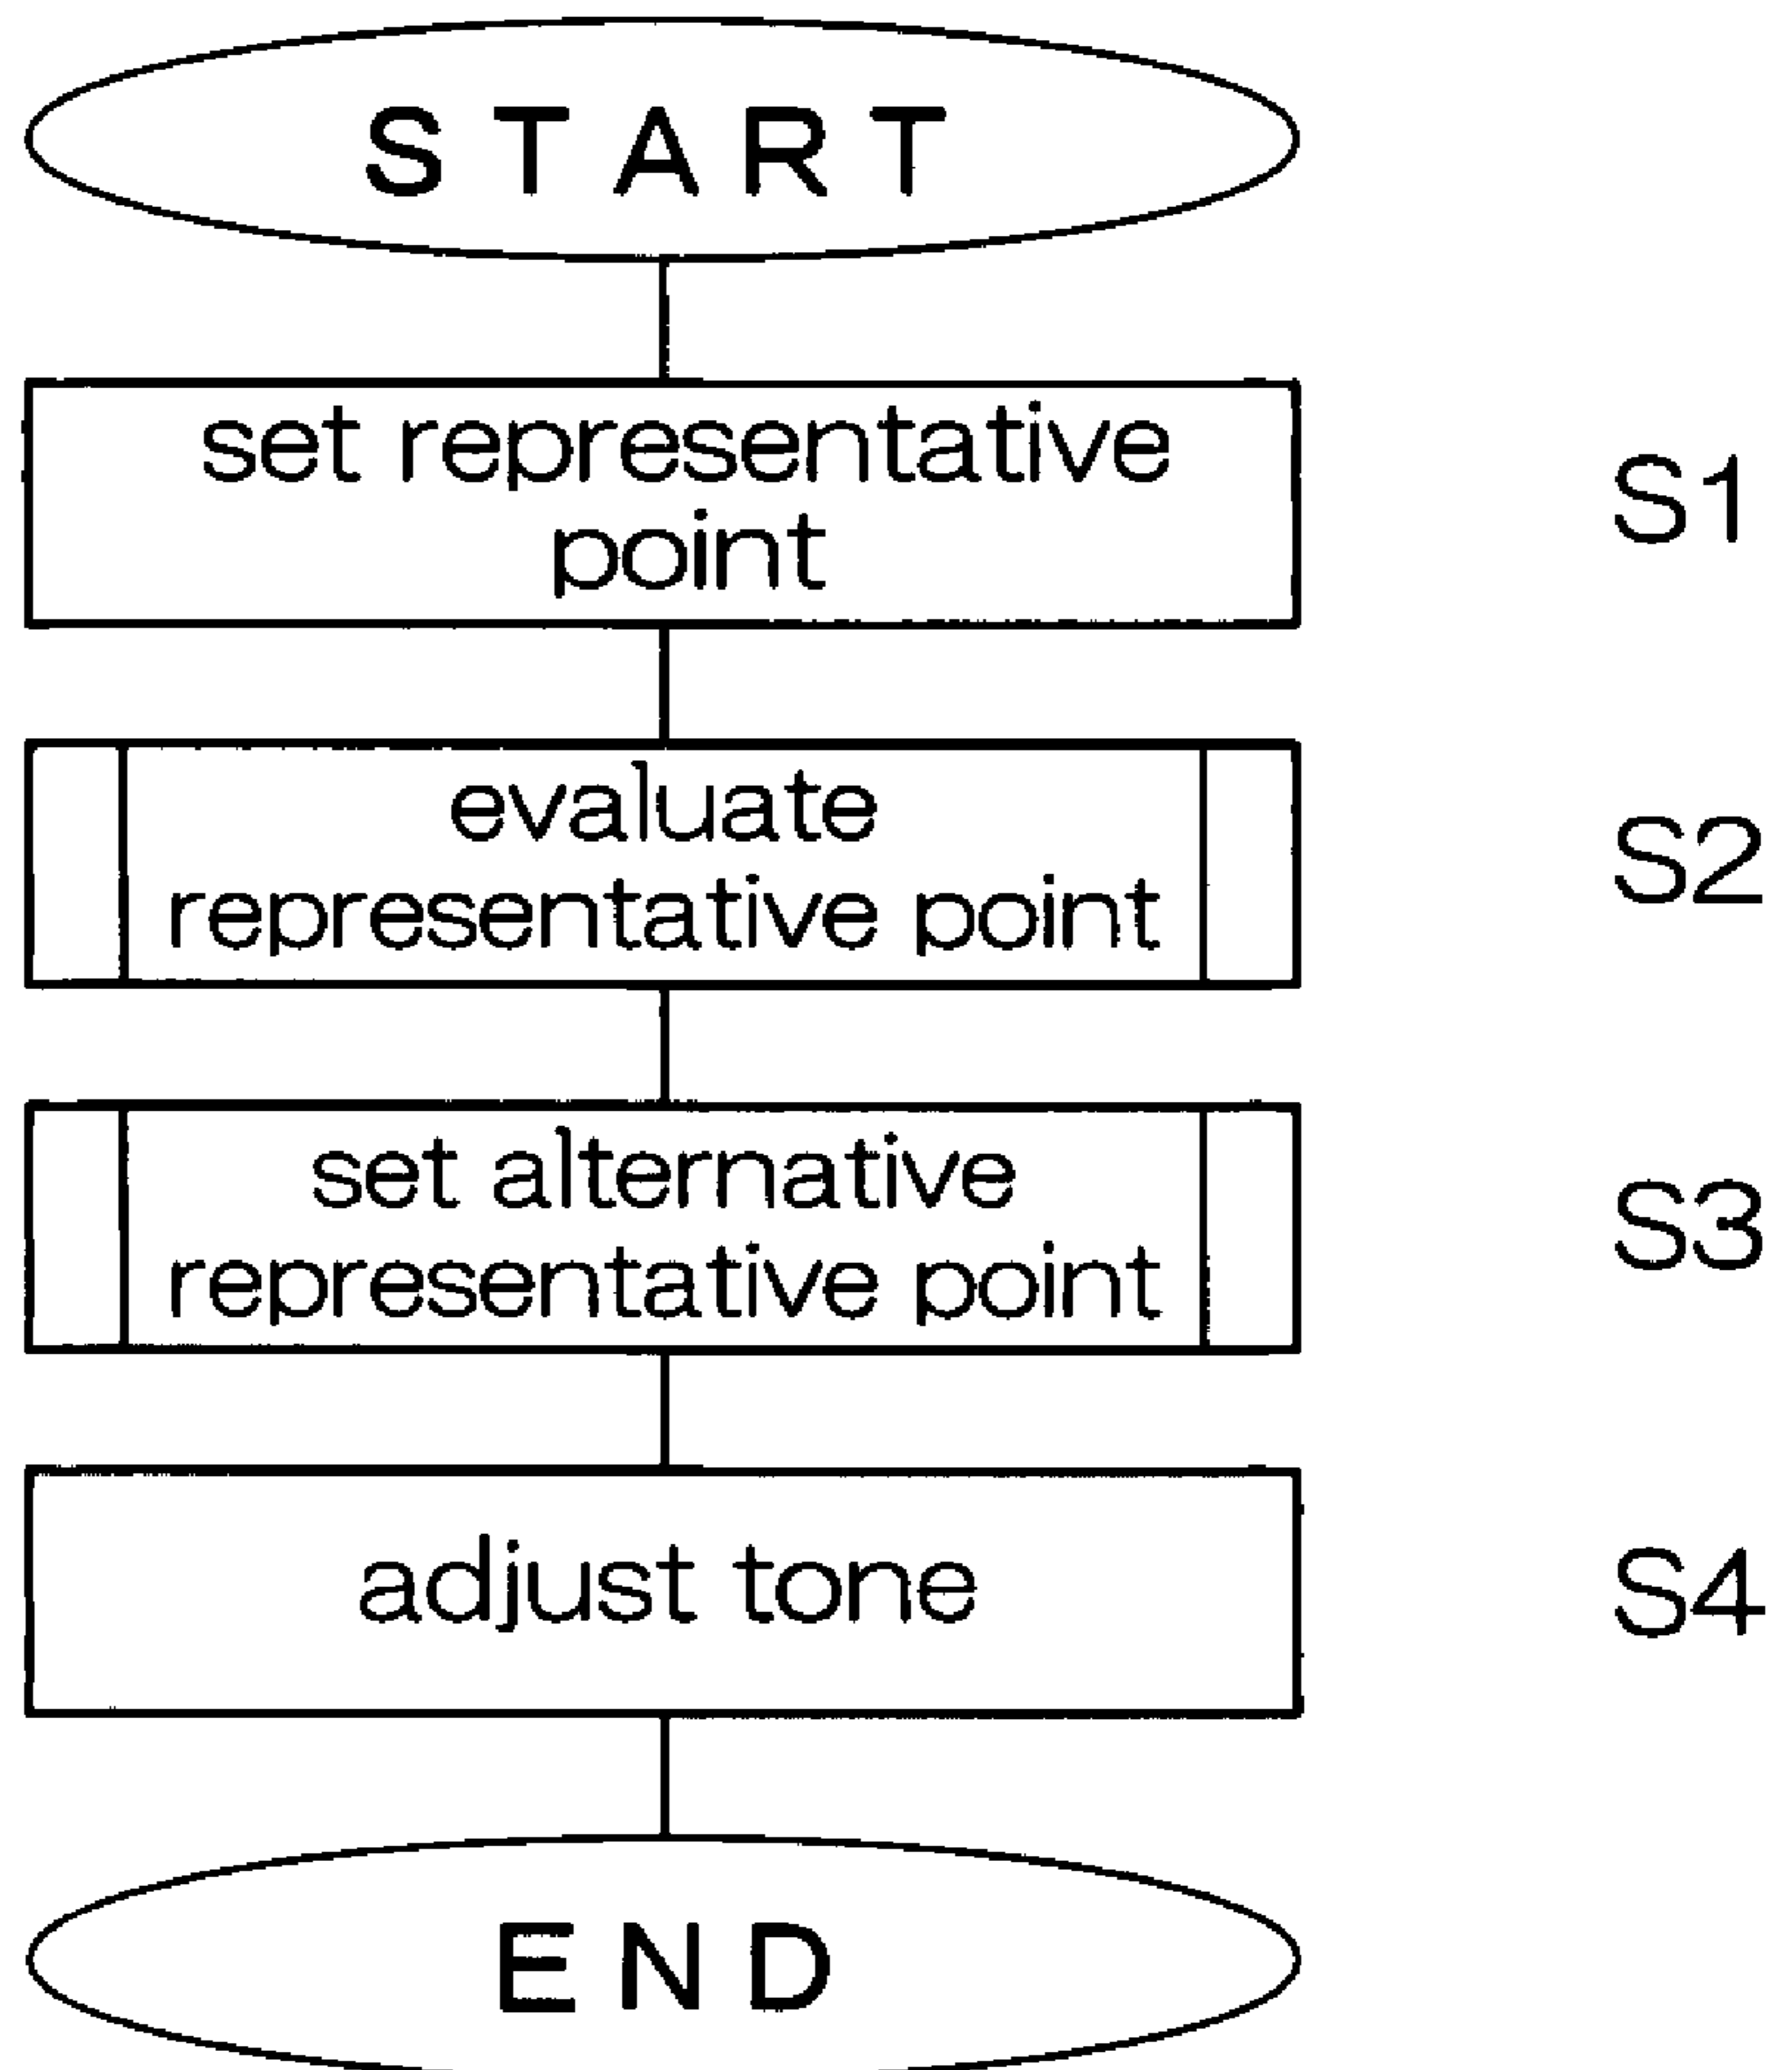 START
set representative
point
S1
evaluate
representative point
S2
set alternative
representative point
S3
adjust tone
S4
END